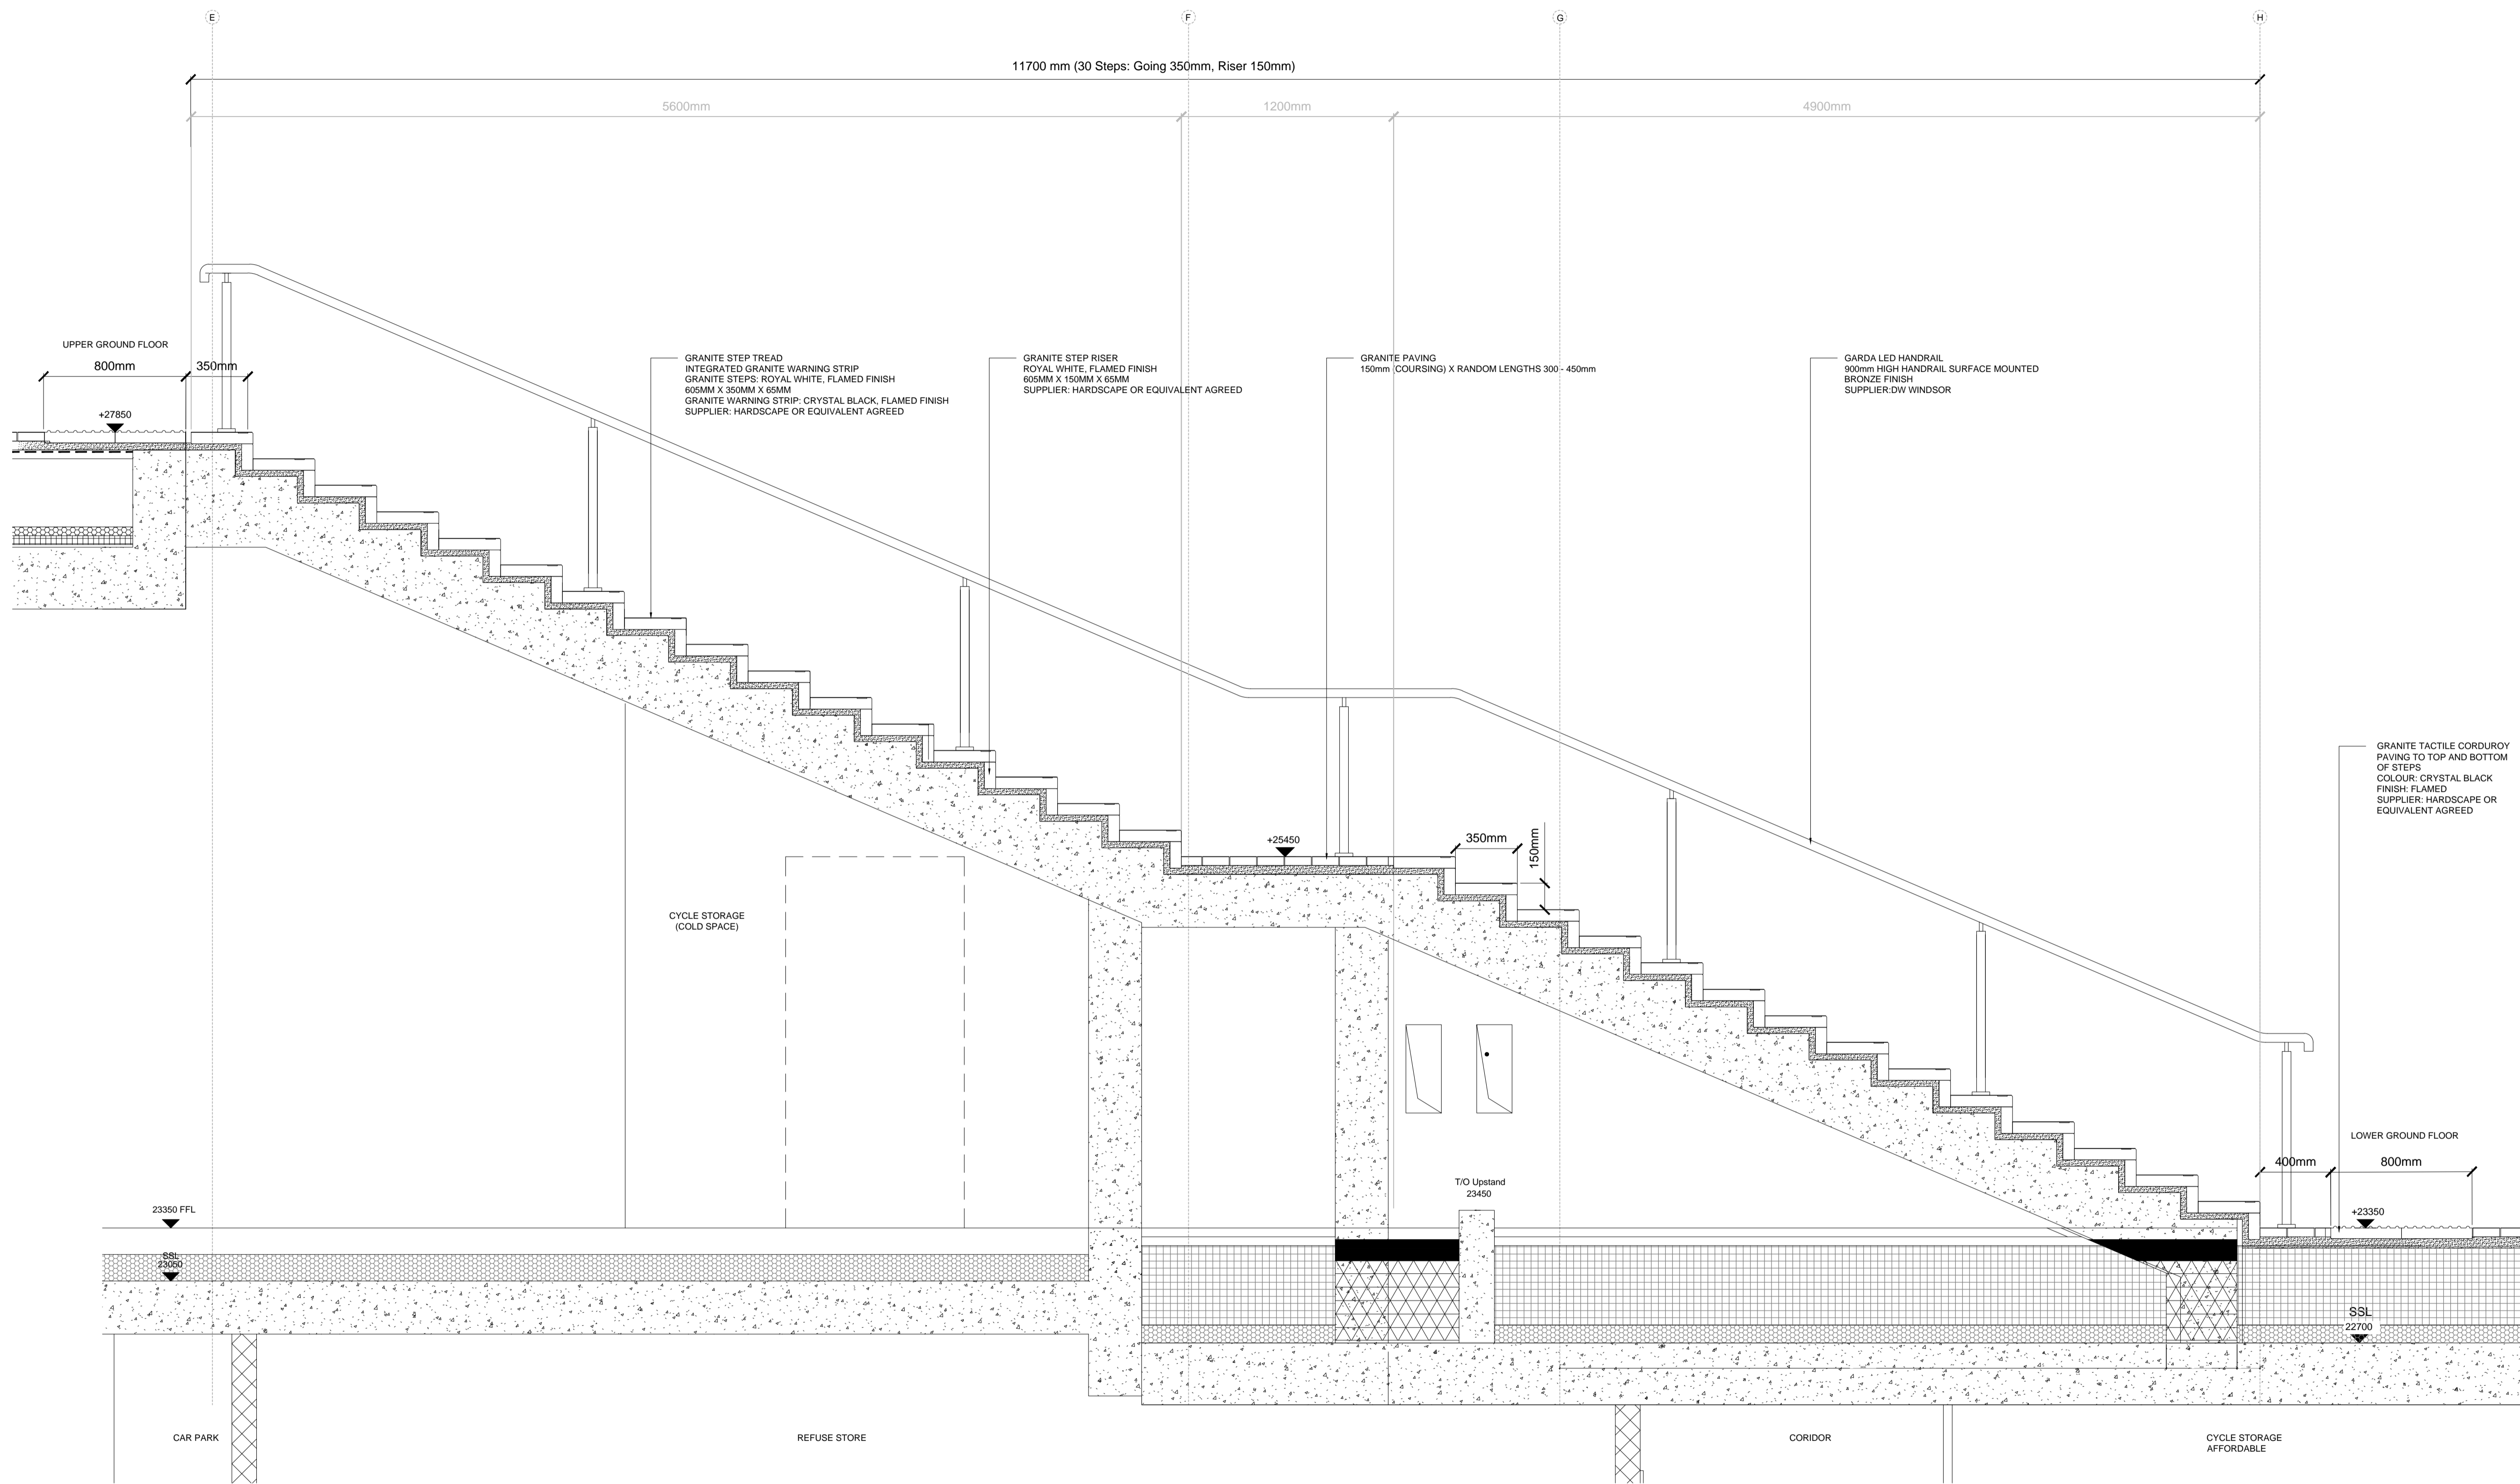 E
F
G
H
11700 mm (30 Steps: Going 350mm, Riser 150mm)
5600mm
1200mm
4900mm
UPPER GROUND FLOOR
800mm
350mm
+27850
GRANITE STEP TREAD
INTEGRATED GRANITE WARNING STRIP
GRANITE STEPS: ROYAL WHITE, FLAMED FINISH
605MM X 350MM X 65MM
GRANITE WARNING STRIP: CRYSTAL BLACK, FLAMED FINISH
SUPPLIER: HARDSCAPE OR EQUIVALENT AGREED
GRANITE STEP RISER
ROYAL WHITE, FLAMED FINISH
605MM X 150MM X 65MM
SUPPLIER: HARDSCAPE OR EQUIVALENT AGREED
GRANITE PAVING
150mm (COURSING) X RANDOM LENGTHS 300 - 450mm
GARDA LED HANDRAIL
900mm HIGH HANDRAIL SURFACE MOUNTED
BRONZE FINISH
SUPPLIER:DW WINDSOR
GRANITE TACTILE CORDUROY
PAVING TO TOP AND BOTTOM
OF STEPS
COLOUR: CRYSTAL BLACK
FINISH: FLAMED
SUPPLIER: HARDSCAPE OR
EQUIVALENT AGREED
+25450
350mm
150mm
CYCLE STORAGE
(COLD SPACE)
LOWER GROUND FLOOR
400mm
800mm
T/O Upstand
23450
23350 FFL
+23350
SSL
23050
SSL
22700
CAR PARK
REFUSE STORE
CORIDOR
CYCLE STORAGE
AFFORDABLE